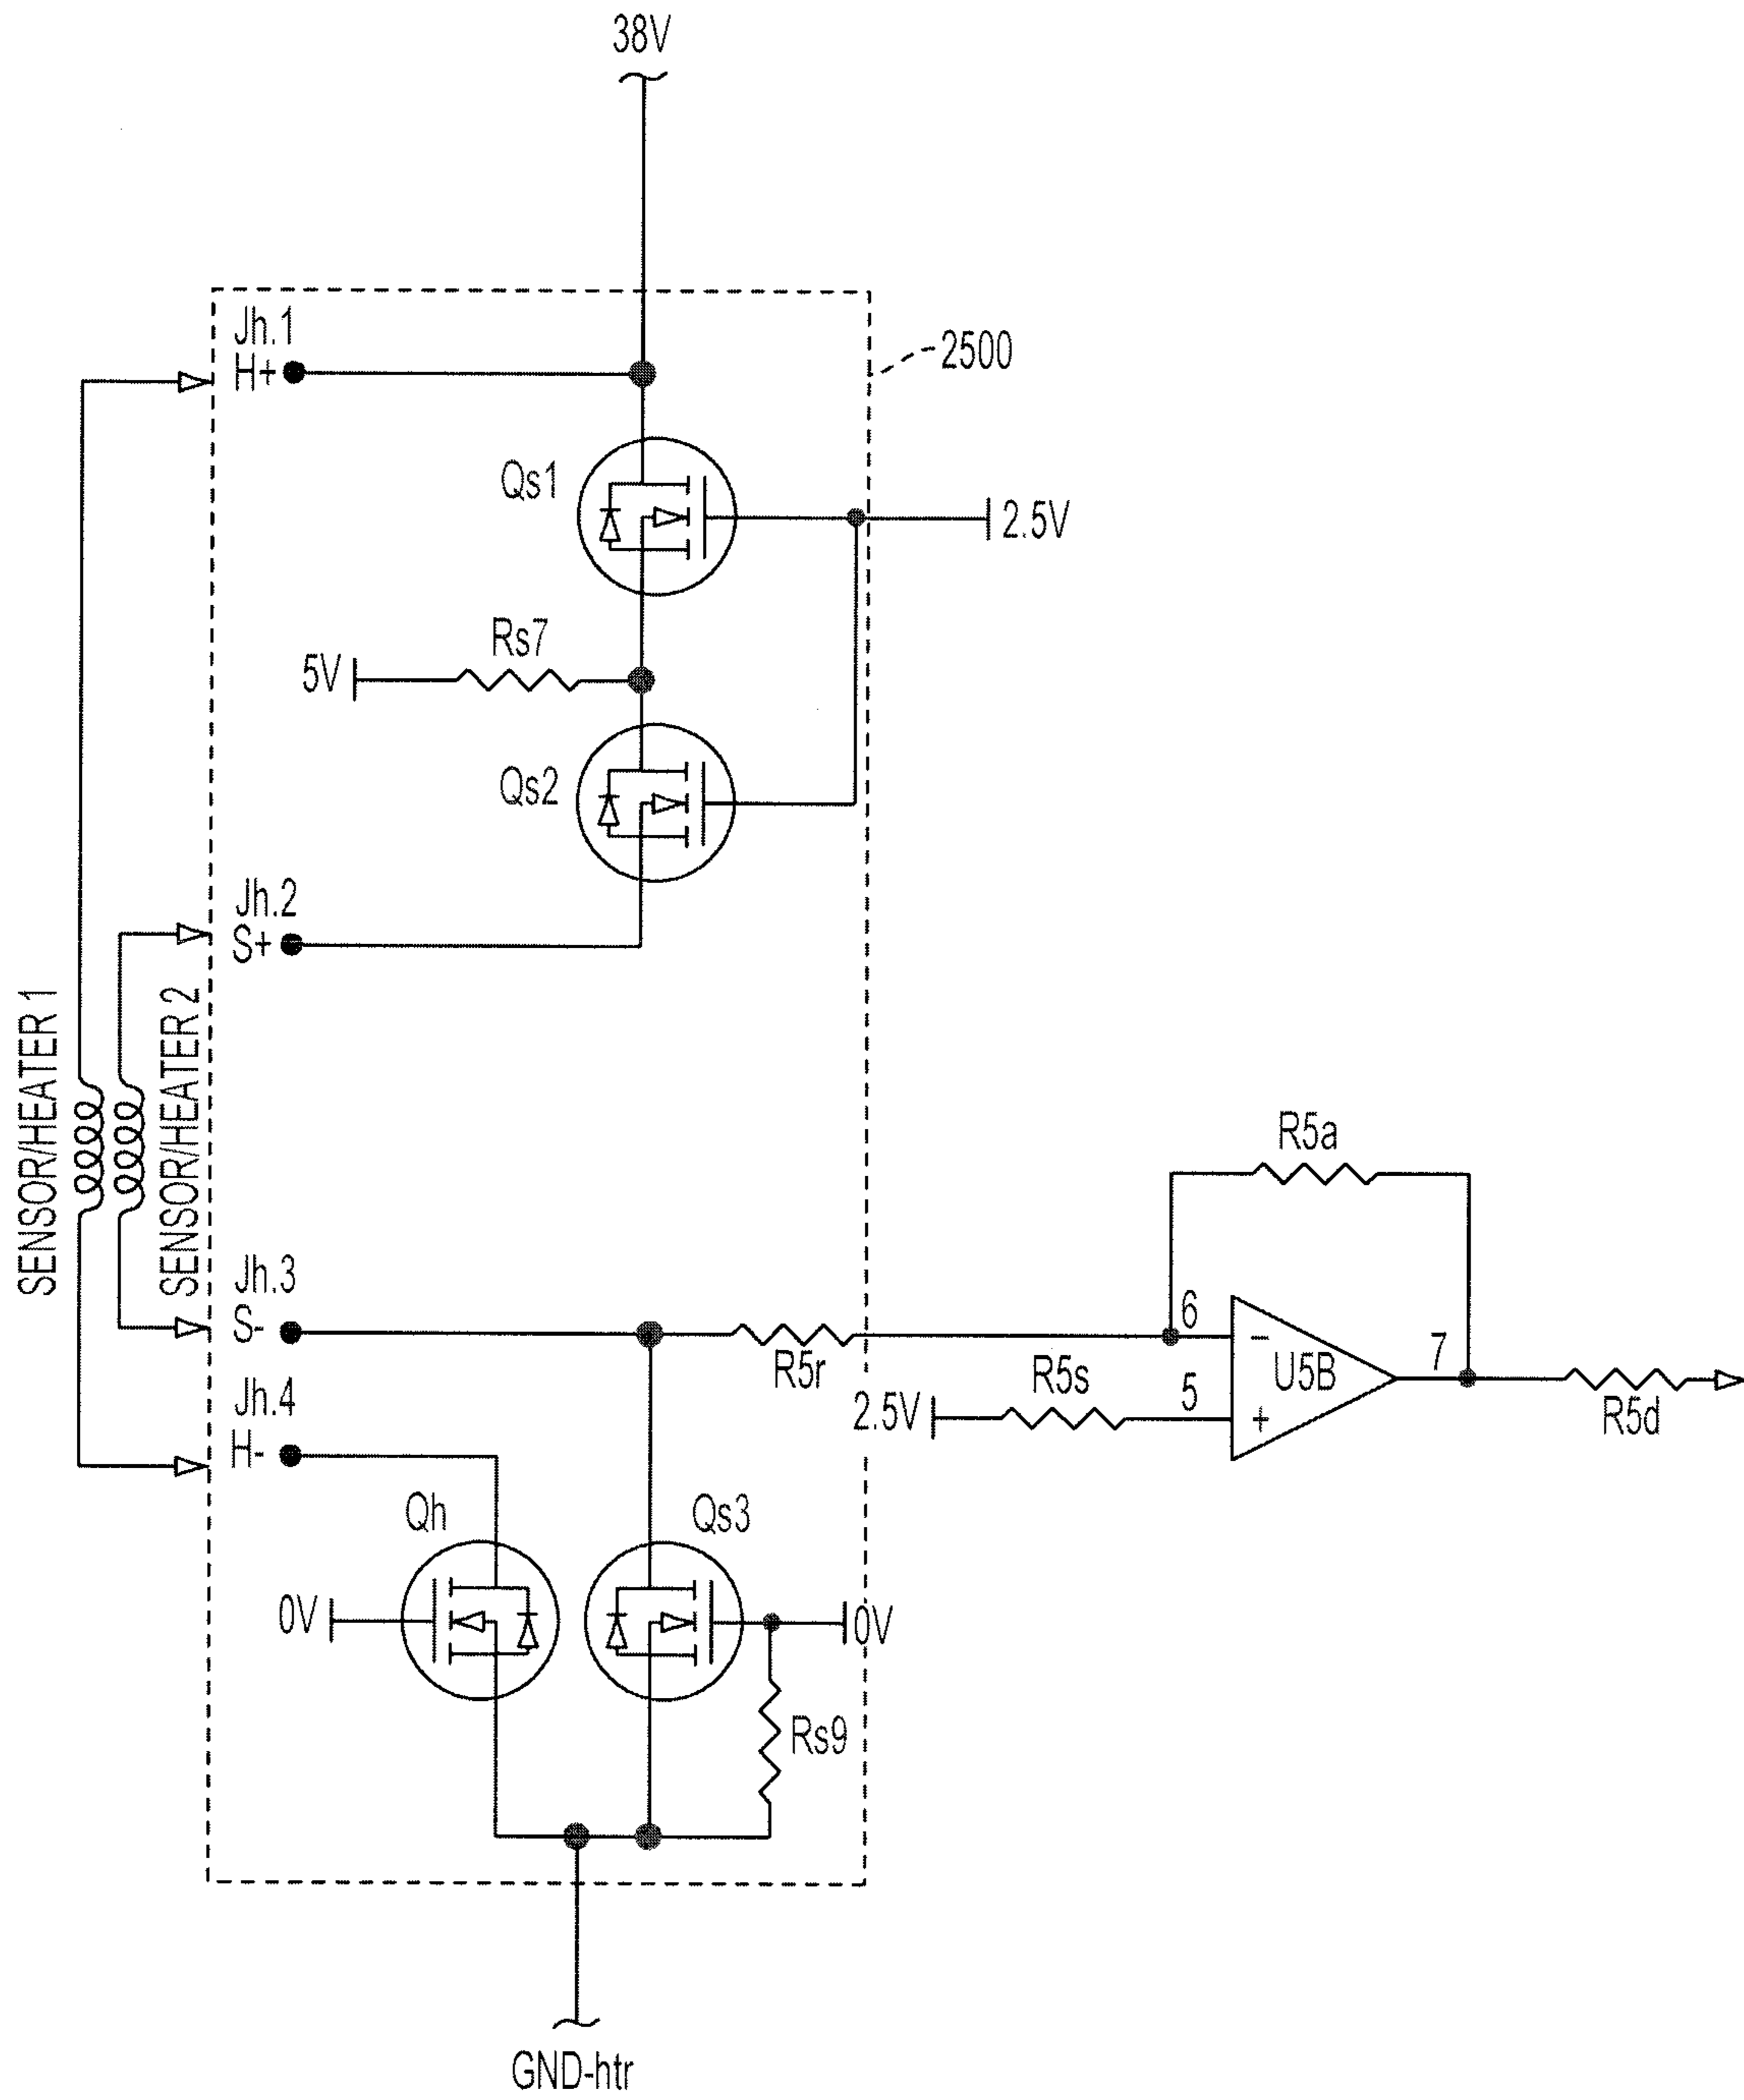 38V
Jh.1
H+
2500
Qs1
2.5V
Rs7
5V
Qs2
Jh.2
S+
SENSOR/HEATER 1
SENSOR/HEATER 2
R5a
Jh.3
S-
R5r
6
U5B
7
R5s
5
2.5V
R5d
Jh.4
H-
Qh
Qs3
0V
0V
Rs9
GND-htr